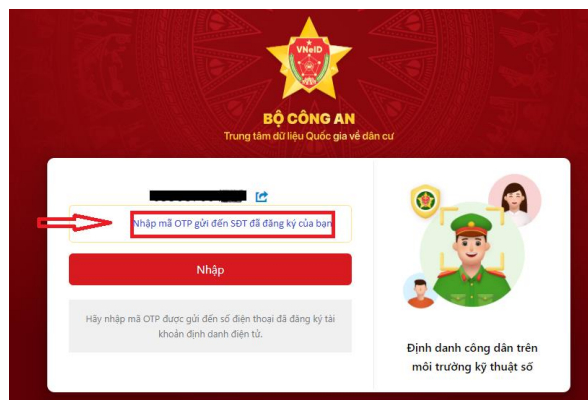 VNeID
BỘ CÔNG AN
Trung tâm dữ liệu Quốc gia về dân cư
Nhập mã OTP gửi đến SĐT đã đăng ký của bạn
Nhập
Hãy nhập mã OTP được gửi đến số điện thoại đã đăng ký tài
khoản định danh điện tử.
Định danh công dân trên
môi trường kỹ thuật số